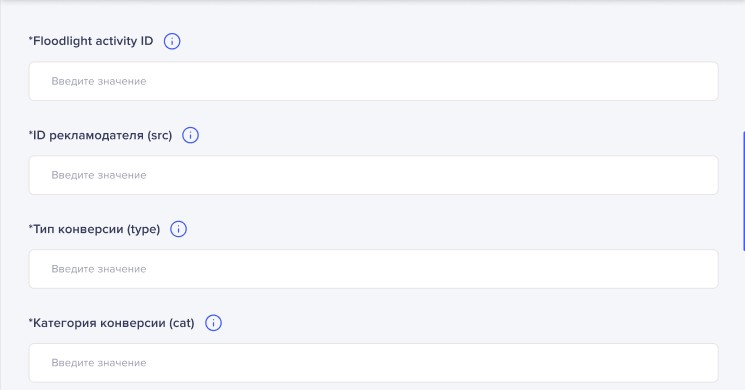 *Floodlight activity ID
Введите значение
*ID рекламодателя (src)
Введите значение
*Тип конверсии (type)
Введите значение
*Категория конверсии (cat)
Введите значение